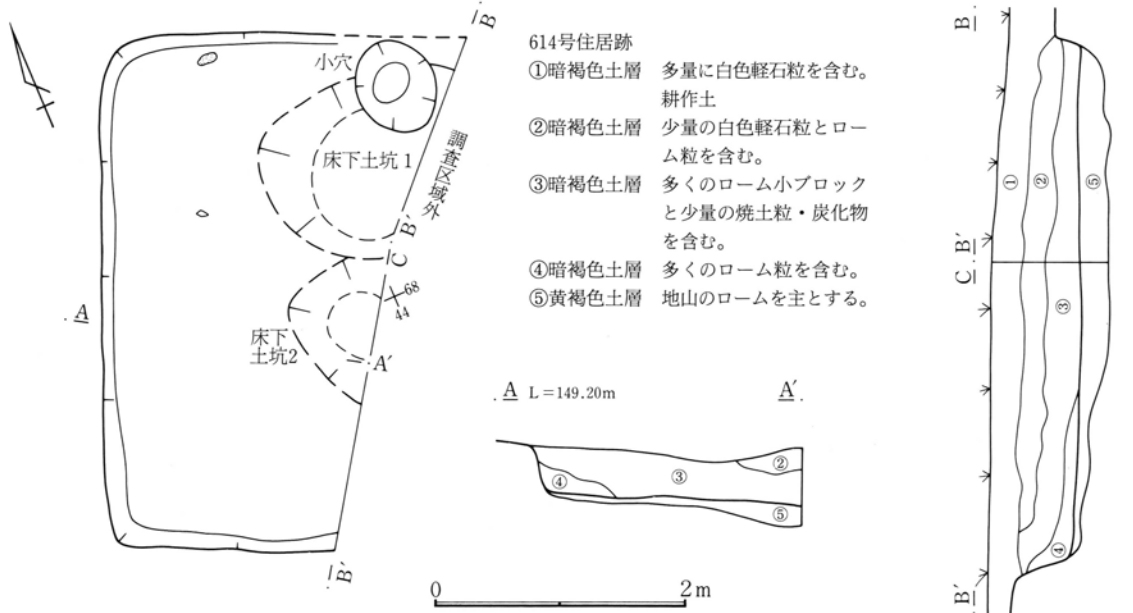 B
小穴
床下土坑1
調査区域外
B′
C
68
44
A
床下
土坑2
A′
B′
614号住居跡
①暗褐色土層 多量に白色軽石粒を含む。
耕作土
②暗褐色土層 少量の白色軽石粒とロー
ム粒を含む。
③暗褐色土層 多くのローム小ブロック
と少量の焼土粒・炭化物
を含む。
④暗褐色土層 多くのローム粒を含む。
⑤黄褐色土層 地山のロームを主とする。
A L=149.20m A′
②
③
④
⑤
0 2m
B
①
②
⑤
B′
C
③
④
B′